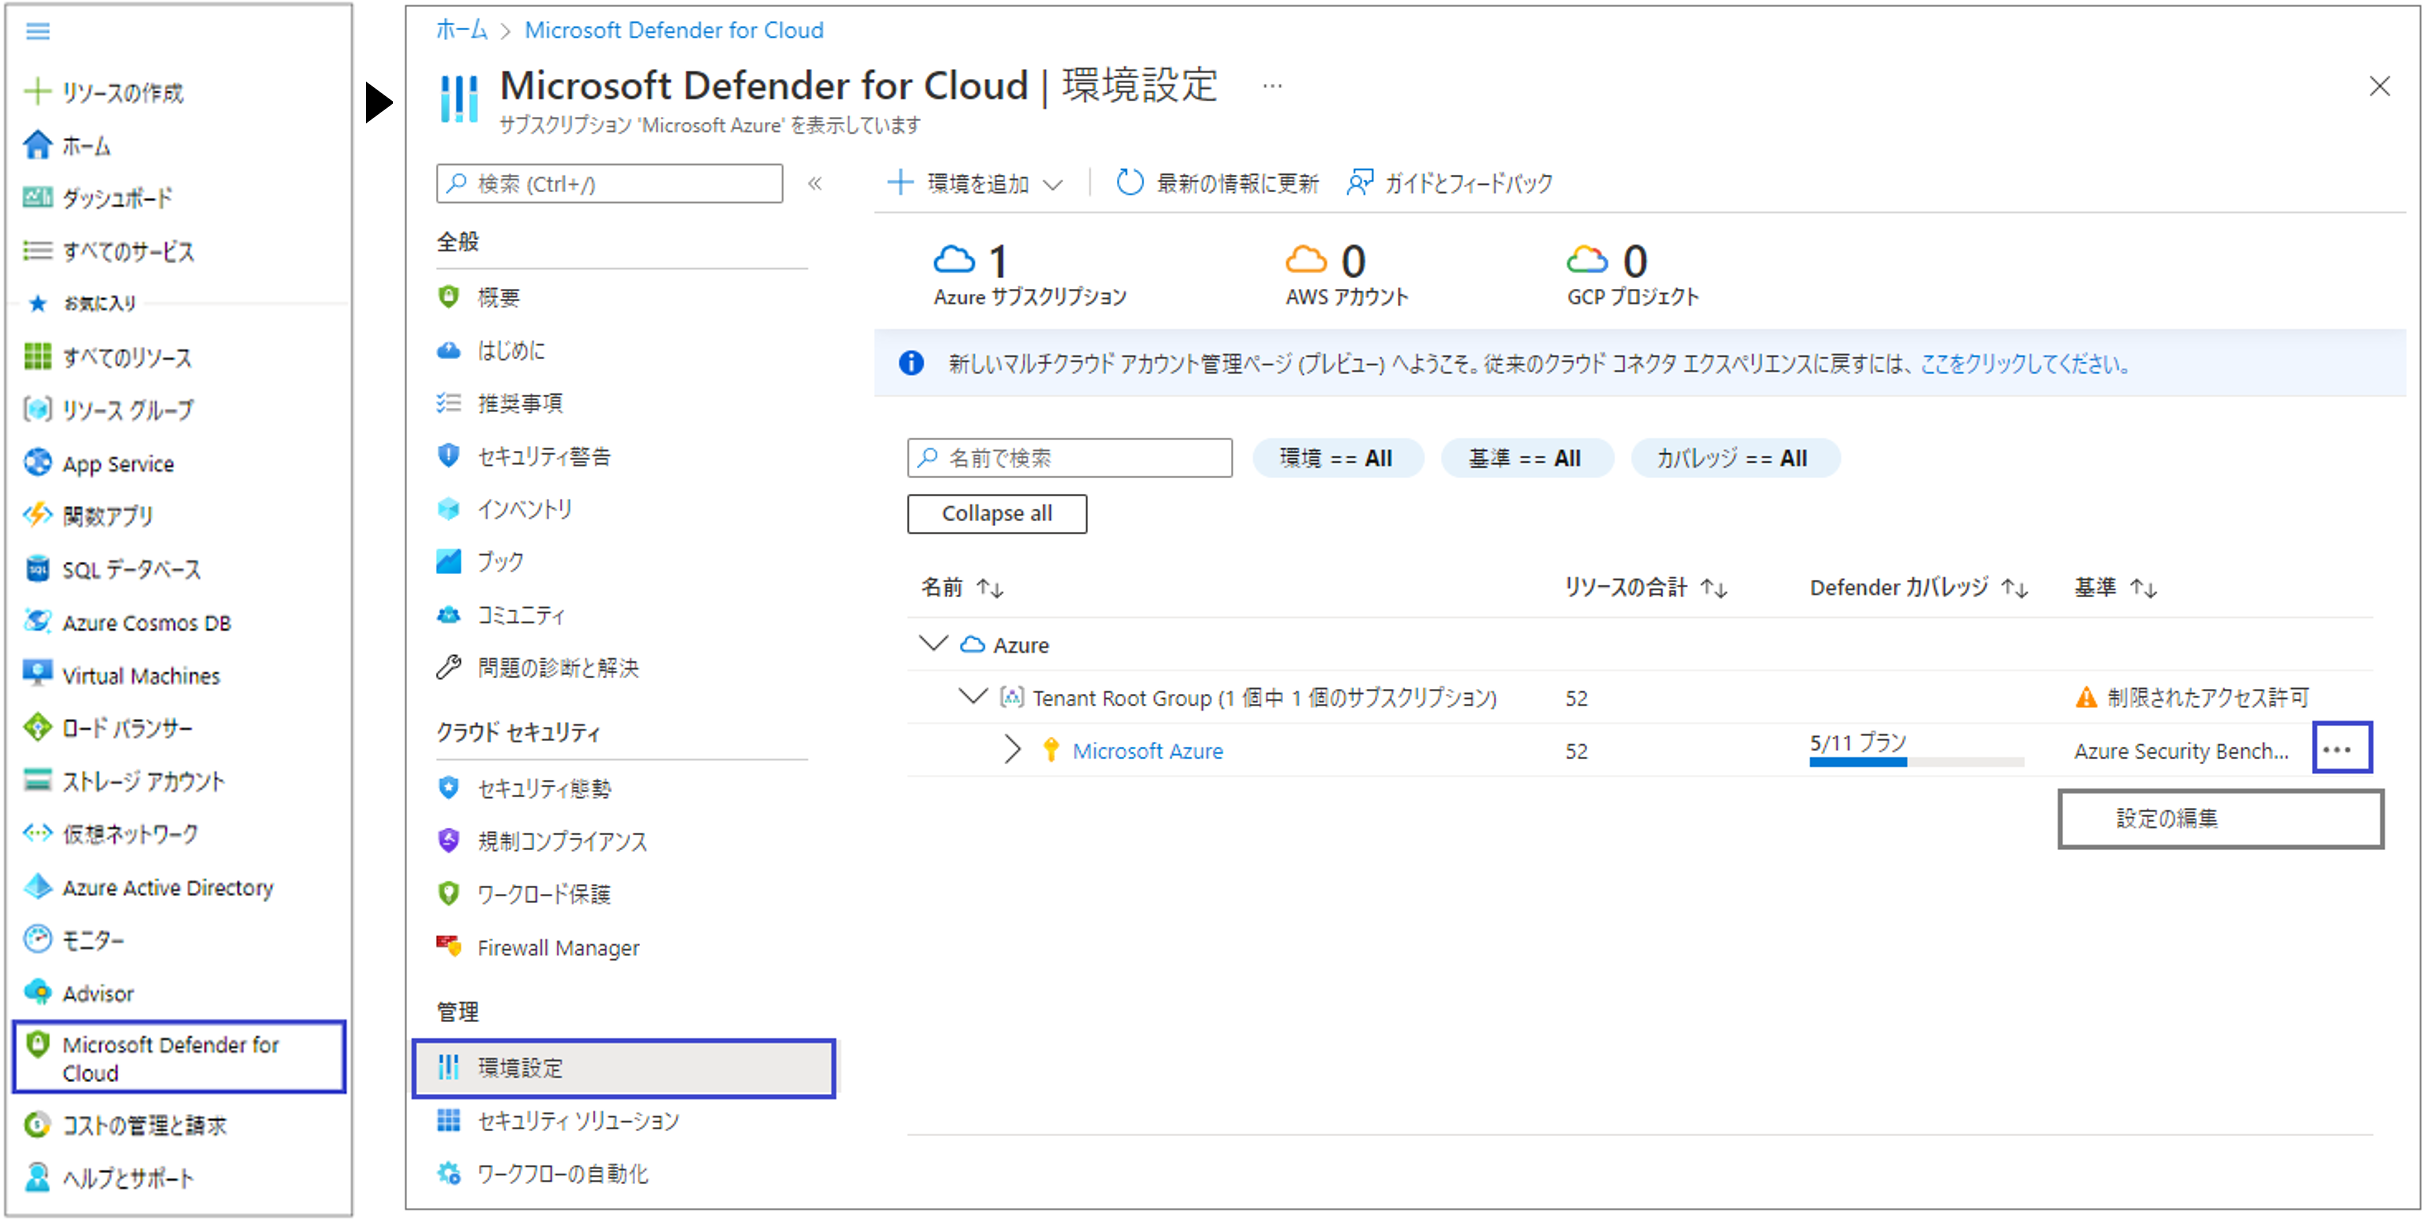 リソースの作成
ホーム
ダッシュボード
すべてのサービス
お気に入り
すべてのリソース
リソース グループ
App Service
関数アプリ
SQL データベース
Azure Cosmos DB
Virtual Machines
ロード バランサー
ストレージ アカウント
仮想ネットワーク
Azure Active Directory
モニター
Advisor
Microsoft Defender for
Cloud
コストの管理と請求
ヘルプとサポート
ホーム > Microsoft Defender for Cloud
Microsoft Defender for Cloud | 環境設定 …
サブスクリプション 'Microsoft Azure' を表示しています
検索 (Ctrl+/) «
全般
概要
はじめに
推奨事項
セキュリティ警告
インベントリ
ブック
コミュニティ
問題の診断と解決
クラウド セキュリティ
セキュリティ態勢
規制コンプライアンス
ワークロード保護
Firewall Manager
管理
環境設定
セキュリティ ソリューション
ワークフローの自動化
環境を追加 最新の情報に更新 ガイドとフィードバック
1 0 0
Azure サブスクリプション AWS アカウント GCP プロジェクト
新しいマルチクラウド アカウント管理ページ (プレビュー) へようこそ。従来のクラウド コネクタ エクスペリエンスに戻すには、ここをクリックしてください。
名前で検索 環境 == All 基準 == All カバレッジ == All
Collapse all
名前 ↑↓ リソースの合計 ↑↓ Defender カバレッジ ↑↓ 基準 ↑↓
Azure
Tenant Root Group (1 個中 1 個のサブスクリプション) 52 制限されたアクセス許可
Microsoft Azure 52 5/11 プラン Azure Security Bench... •••
設定の編集